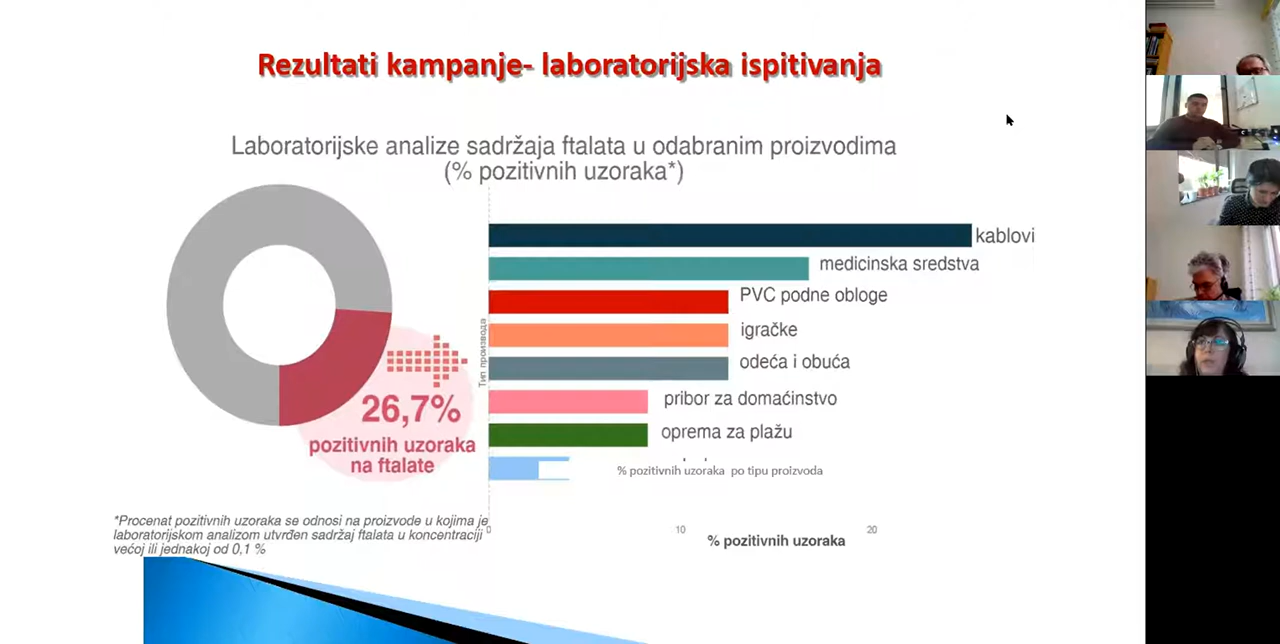 Rezultati kampanje- laboratorijska ispitivanja
Laboratorijske analize sadržaja ftalata u odabranim proizvodima
(% pozitivnih uzoraka*)
kablovi
medicinska sredstva
PVC podne obloge
igračke
odeća i obuća
pribor za domaćinstvo
oprema za plažu
Тип производа
26,7%
pozitivnih uzoraka
na ftalate
% pozitivnih uzoraka po tipu proizvoda
*Procenat pozitivnih uzoraka se odnosi na proizvode u kojima je
laboratorijskom analizom utvrđen sadržaj ftalata u koncentraciji
većoj ili jednakoj od 0,1 %
0
10
20
% pozitivnih uzoraka